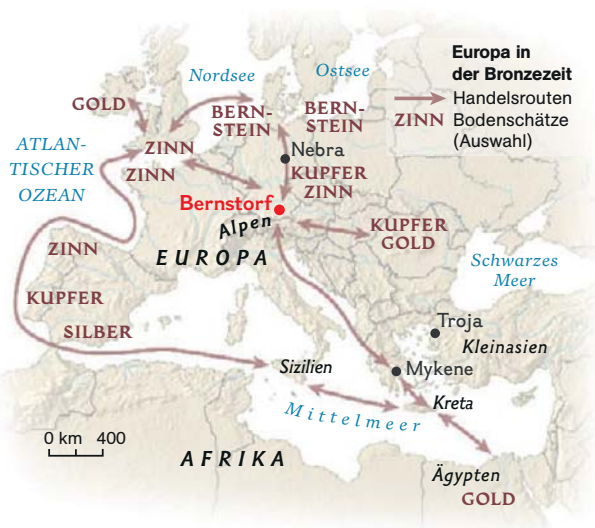 Europa in
der Bronzezeit
Handelsrouten
ZINN Bodenschätze
(Auswahl)
Nordsee
Ostsee
GOLD
BERN-
STEIN
BERN-
STEIN
ATLAN-
TISCHER
OZEAN
ZINN
ZINN
Nebra
KUPFER
ZINN
Bernstorf
Alpen
KUPFER
GOLD
EUROPA
ZINN
Schwarzes
Meer
KUPFER
SILBER
Troja
Kleinasien
Sizilien
Mykene
Kreta
Mittelmeer
0 km 400
AFRIKA
Ägypten
GOLD